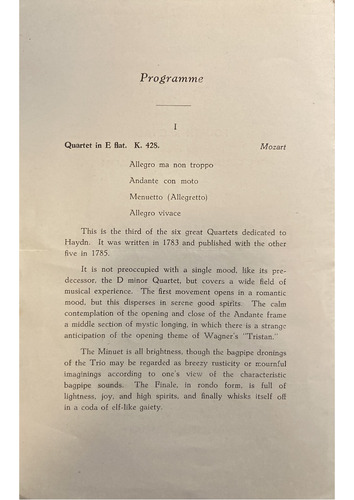 Programme
I
Quartet in E flat. K. 428. Mozart
Allegro ma non troppo
Andante con moto
Menuetto (Allegretto)
Allegro vivace
This is the third of the six great Quartets dedicated to
Haydn. It was written in 1783 and published with the other
five in 1785.
It is not preoccupied with a single mood, like its pre-
decessor, the D minor Quartet, but covers a wide field of
musical experience. The first movement opens in a romantic
mood, but this disperses in serene good spirits. The calm
contemplation of the opening and close of the Andante frame
a middle section of mystic longing, in which there is a strange
anticipation of the opening theme of Wagner's "Tristan."
The Minuet is all brightness, though the bagpipe dronings
of the Trio may be regarded as breezy rusticity or mournful
imaginings according to one's view of the characteristic
bagpipe sounds. The Finale, in rondo form, is full of
lightness, joy, and high spirits, and finally whisks itself off
in a coda of elf-like gaiety.